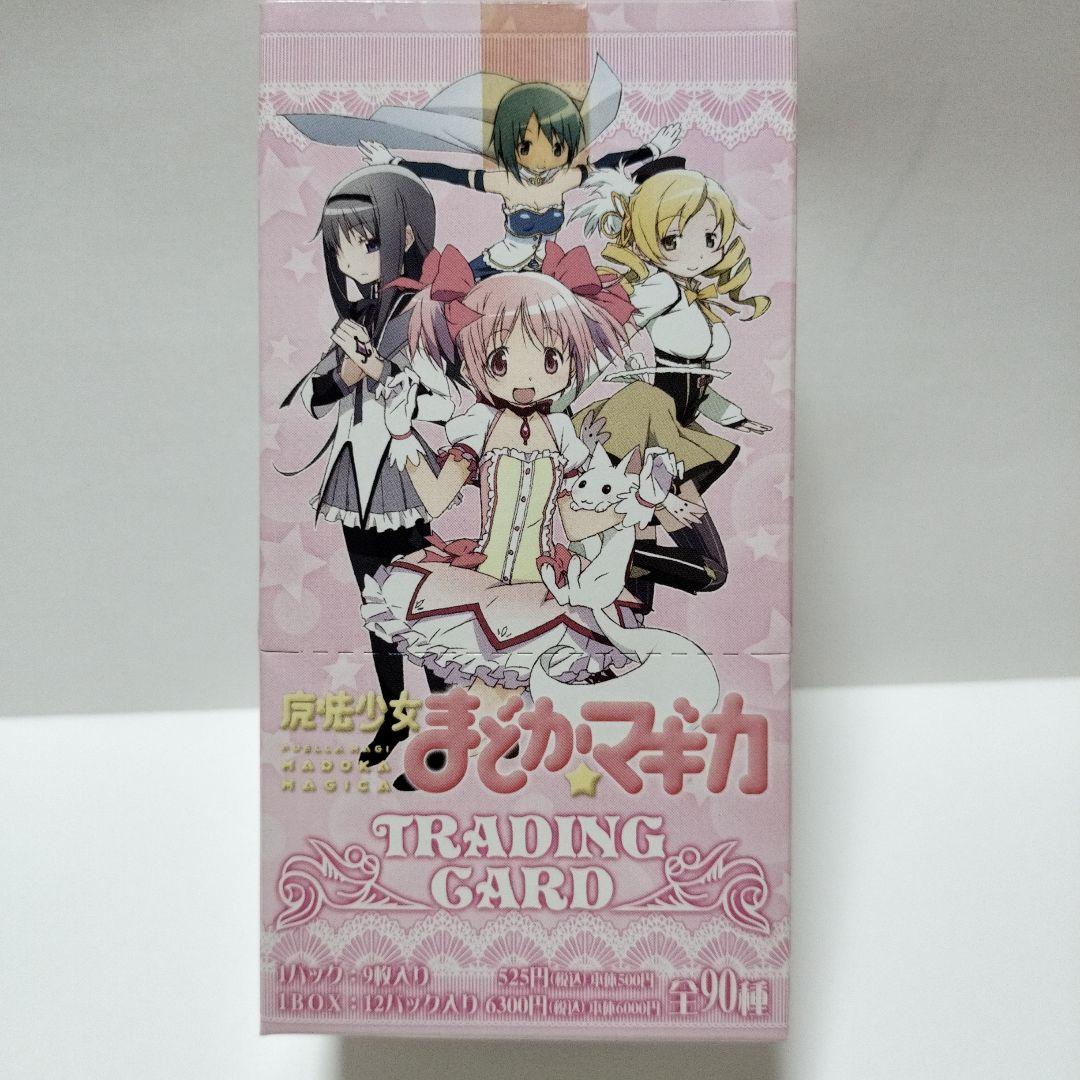 魔法少女
まどか☆マギカ
PUELLA MAGI
MADOKA
MAGICA
TRADING
CARD
1パック:9枚入り 525円(税込)本体500円
1BOX:12パック入り 6300円(税込)本体6000円
全90種